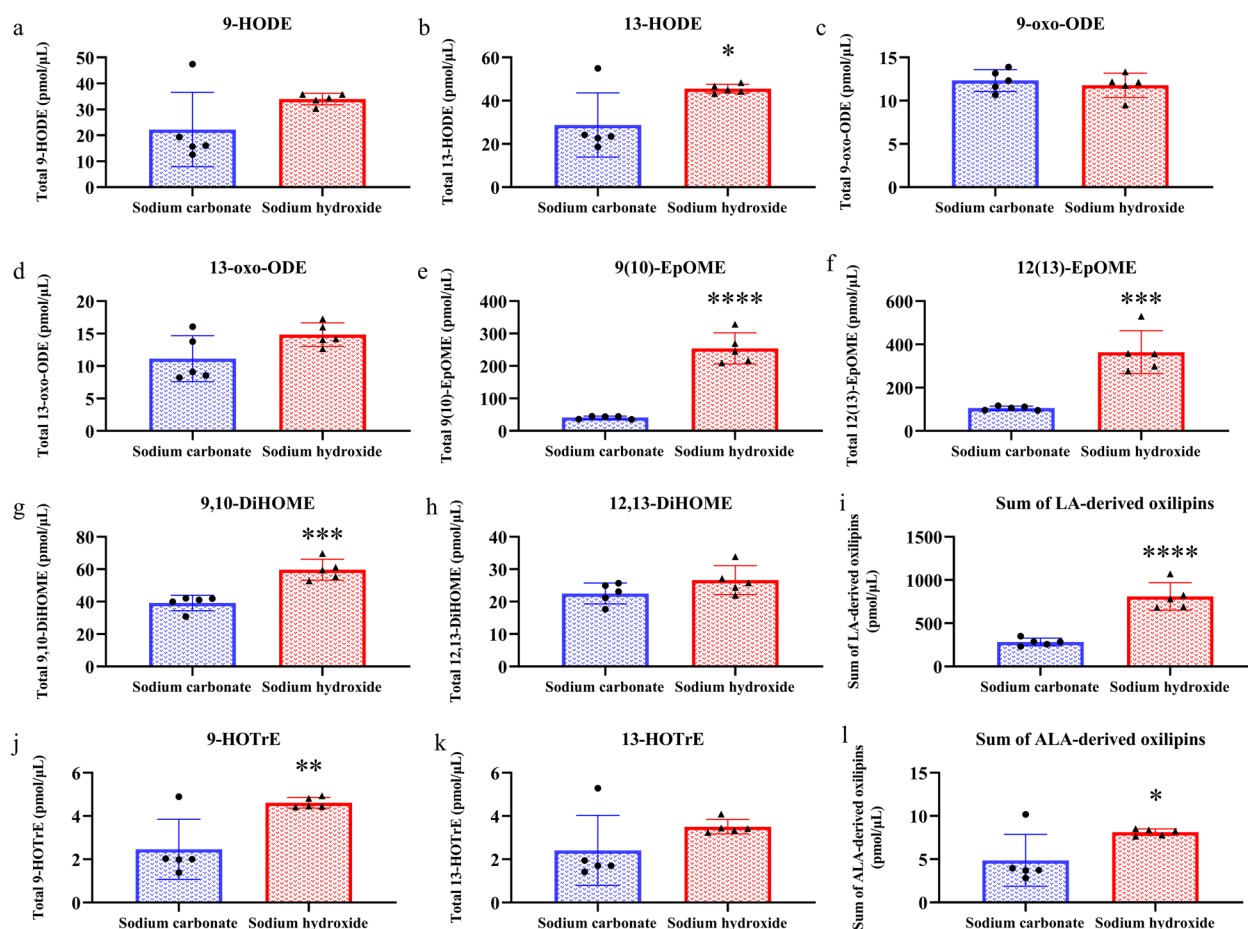 a
9-HODE
Total 9-HODE (pmol/μL)
50
40
30
20
10
0
Sodium carbonate Sodium hydroxide
b
13-HODE
*
Total 13-HODE (pmol/μL)
60
40
20
0
Sodium carbonate Sodium hydroxide
c
9-oxo-ODE
Total 9-oxo-ODE (pmol/μL)
15
10
5
0
Sodium carbonate Sodium hydroxide
d
13-oxo-ODE
Total 13-oxo-ODE (pmol/μL)
20
15
10
5
0
Sodium carbonate Sodium hydroxide
e
9(10)-EpOME
****
Total 9(10)-EpOME (pmol/μL)
400
300
200
100
0
Sodium carbonate Sodium hydroxide
f
12(13)-EpOME
***
Total 12(13)-EpOME (pmol/μL)
600
400
200
0
Sodium carbonate Sodium hydroxide
g
9,10-DiHOME
***
Total 9,10-DiHOME (pmol/μL)
80
60
40
20
0
Sodium carbonate Sodium hydroxide
h
12,13-DiHOME
Total 12,13-DiHOME (pmol/μL)
40
30
20
10
0
Sodium carbonate Sodium hydroxide
i
Sum of LA-derived oxilipins
****
Sum of LA-derived oxilipins
(pmol/μL)
1500
1000
500
0
Sodium carbonate Sodium hydroxide
j
9-HOTrE
**
Total 9-HOTrE (pmol/μL)
6
4
2
0
Sodium carbonate Sodium hydroxide
k
13-HOTrE
Total 13-HOTrE (pmol/μL)
6
4
2
0
Sodium carbonate Sodium hydroxide
l
Sum of ALA-derived oxilipins
*
Sum of ALA-derived oxilipins
(pmol/μL)
15
10
5
0
Sodium carbonate Sodium hydroxide